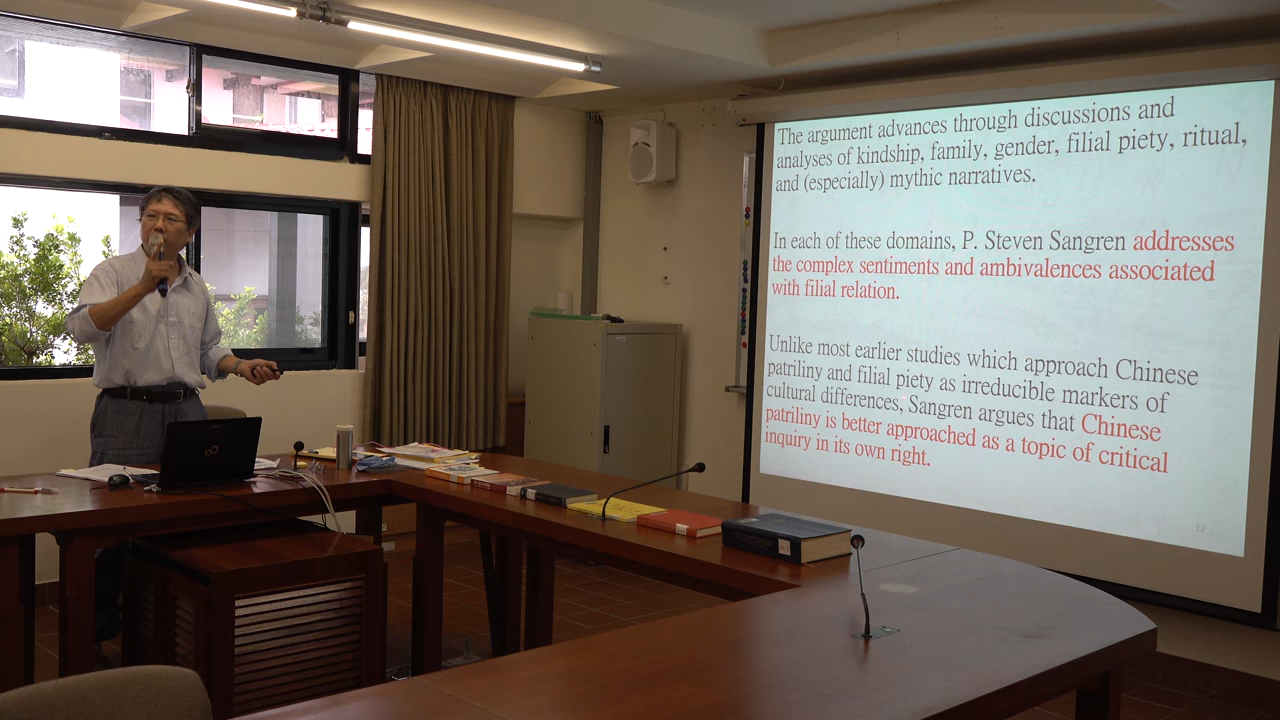 The argument advances through discussions and
analyses of kindship, family, gender, filial piety, ritual,
and (especially) mythic narratives.
In each of these domains, P. Steven Sangren addresses
the complex sentiments and ambivalences associated
with filial relation.
Unlike most earlier studies which approach Chinese
patriliny and filial piety as irreducible markers of
cultural differences, Sangren argues that Chinese
patriliny is better approached as a topic of critical
inquiry in its own right.
12